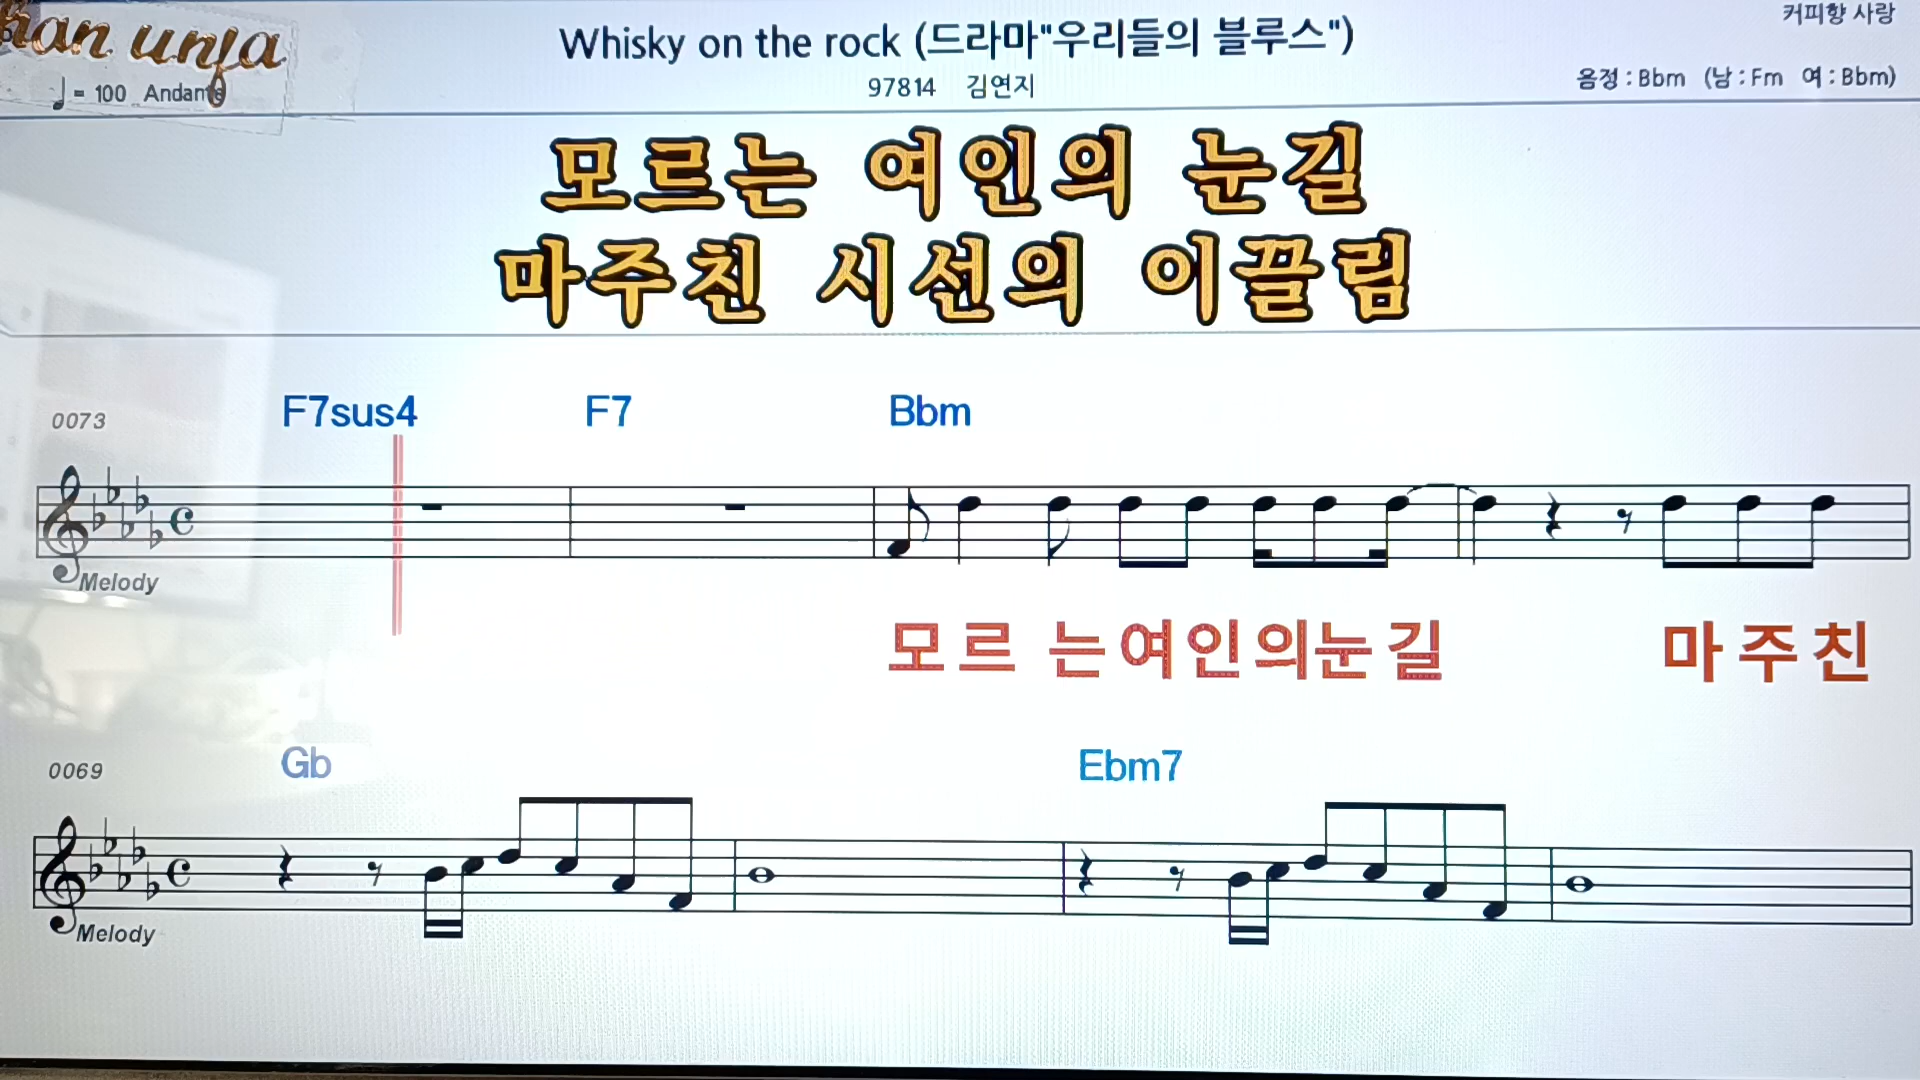 Whisky on the rock (드라마"우리들의 블루스")
커피향 사랑
97814 김연지
음정 : Bbm (남 : Fm 여 : Bbm)
= 100 Andante
모르는 여인의 눈길
마주친 시선의 이끌림
0073 F7sus4 F7 Bbm
Melody
모르는여인의눈길 마주친
0069 Gb Ebm7
Melody